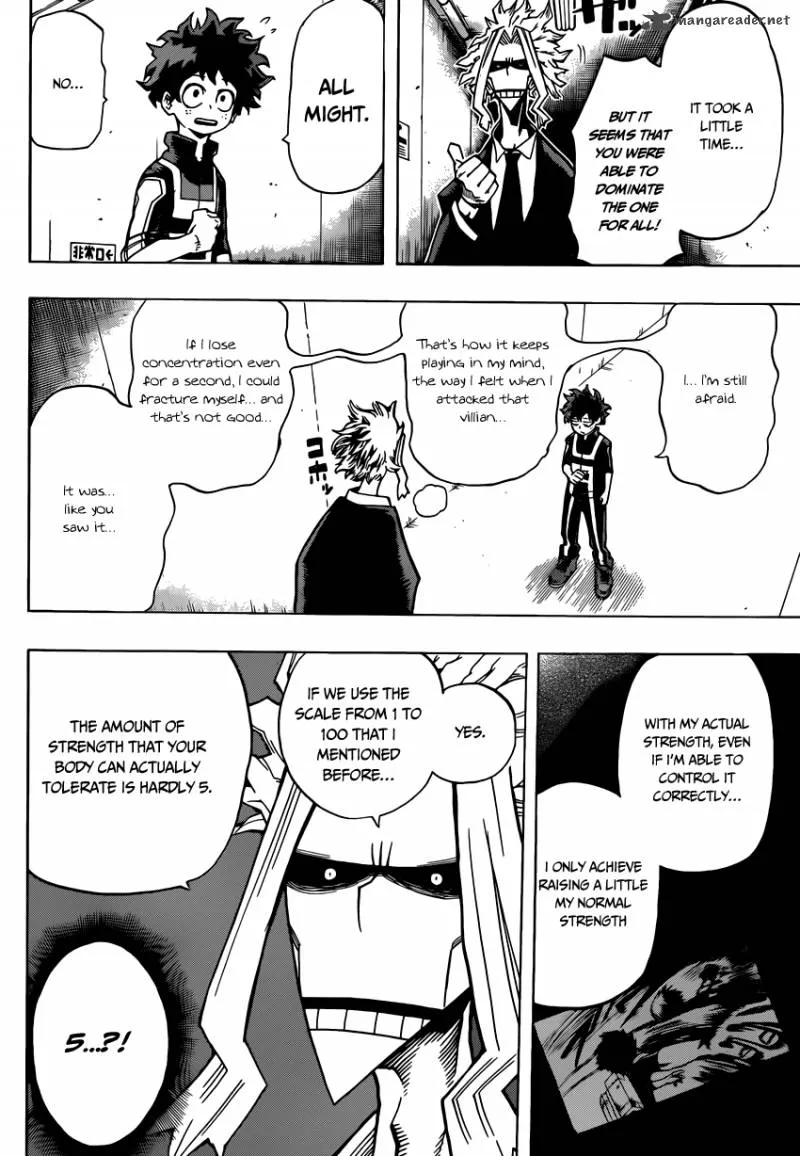 mangareader.net
IT TOOK A
LITTLE
TIME...
BUT IT
SEEMS THAT
YOU WERE
ABLE TO
DOMINATE
THE ONE
FOR ALL!
ALL
MIGHT.
NO...
非常口←
I... I'm still
afraid.
That's how it keeps
playing in my mind,
the way I felt when I
attacked that
villian...
If I lose
concentration even
for a second, I could
fracture myself... and
that's not good...
It was...
like you
saw it...
コホッ
WITH MY ACTUAL
STRENGTH, EVEN
IF I'M ABLE TO
CONTROL IT
CORRECTLY...
I ONLY ACHIEVE
RAISING A LITTLE
MY NORMAL
STRENGTH
YES.
IF WE USE THE
SCALE FROM 1 TO
100 THAT I
MENTIONED
BEFORE...
THE AMOUNT OF
STRENGTH THAT YOUR
BODY CAN ACTUALLY
TOLERATE IS HARDLY 5.
5...?!